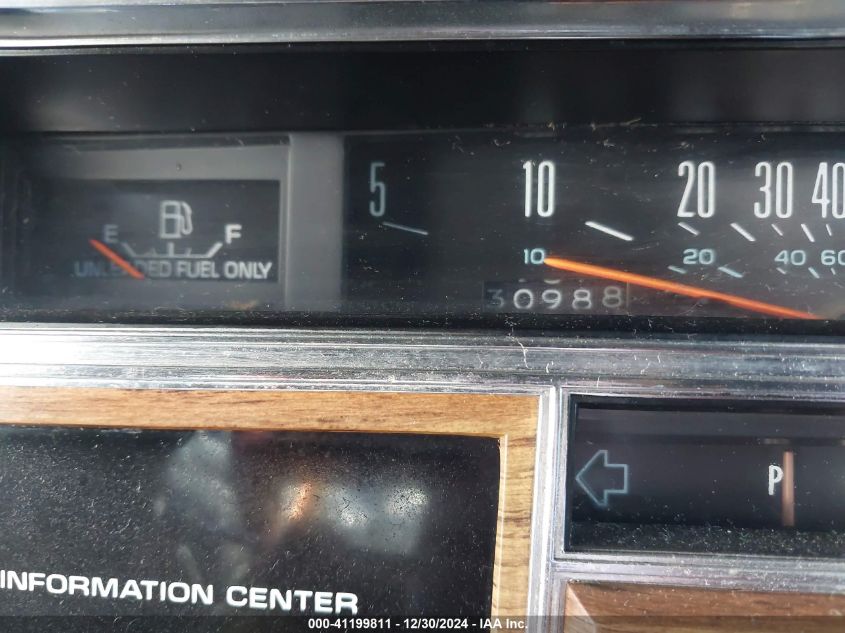 5 10 20 30 40
E F
UNLEADED FUEL ONLY
10 20 40 60
30988
P
INFORMATION CENTER
000-41199811 - 12/30/2024 - IAA Inc.